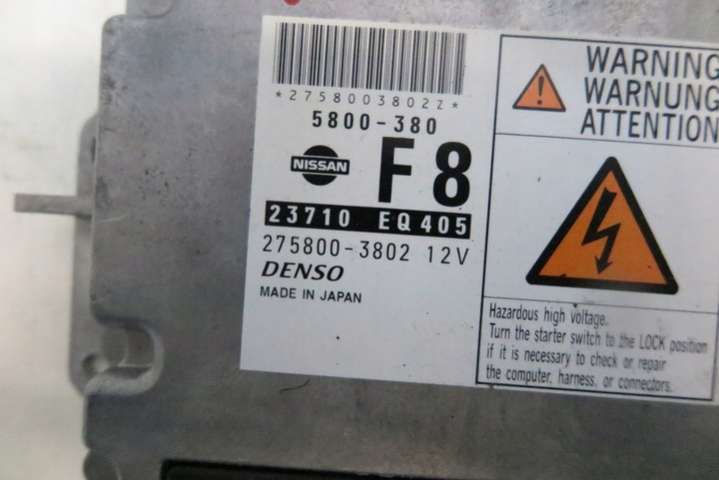 *2758003802Z*
5800-380
NISSAN
F8
23710 EQ405
275800-3802 12V
DENSO
MADE IN JAPAN
WARNING
WARNUNG
ATTENTION
Hazardous high voltage.
Turn the starter switch to the LOCK position
if it is necessary to check or repair
the computer, harness, or connectors.